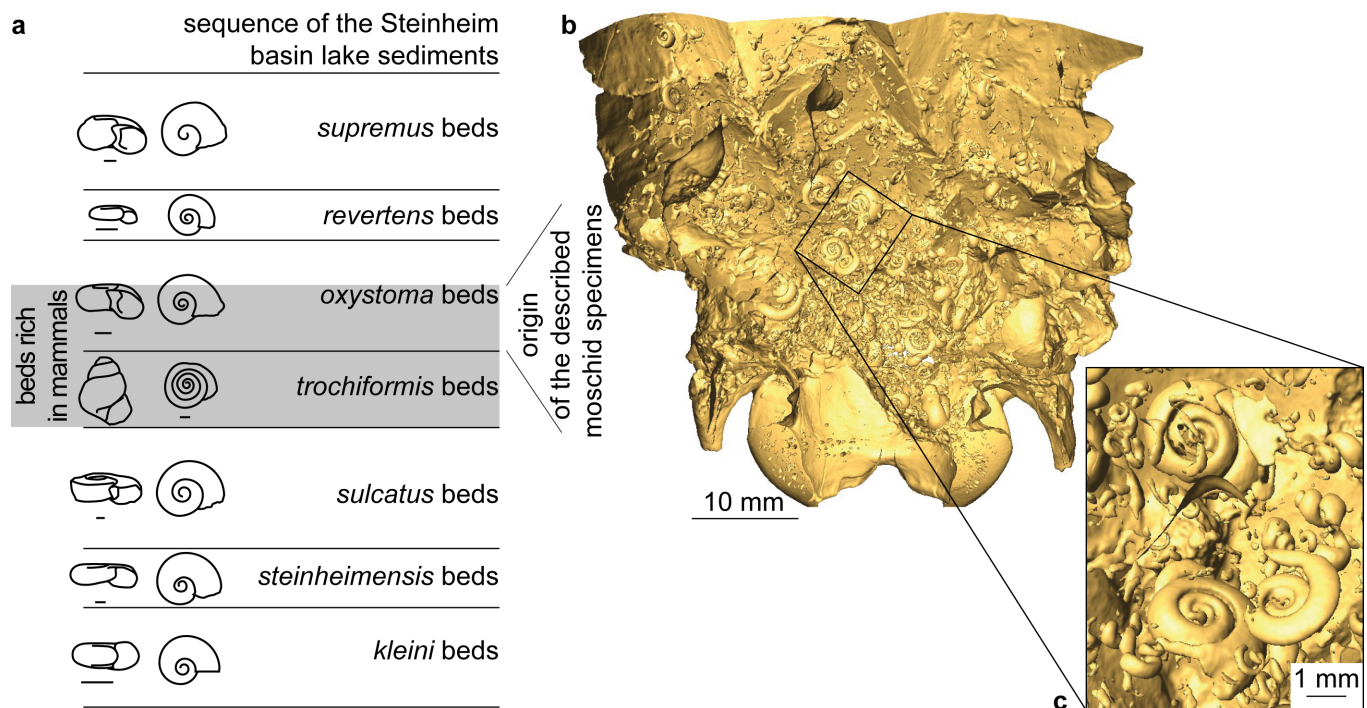 a
sequence of the Steinheim
basin lake sediments
supremus beds
revertens beds
oxystoma beds
trochiformis beds
sulcatus beds
steinheimensis beds
kleini beds
beds rich
in mammals
origin
of the described
moschid specimens
b
10 mm
c
1 mm